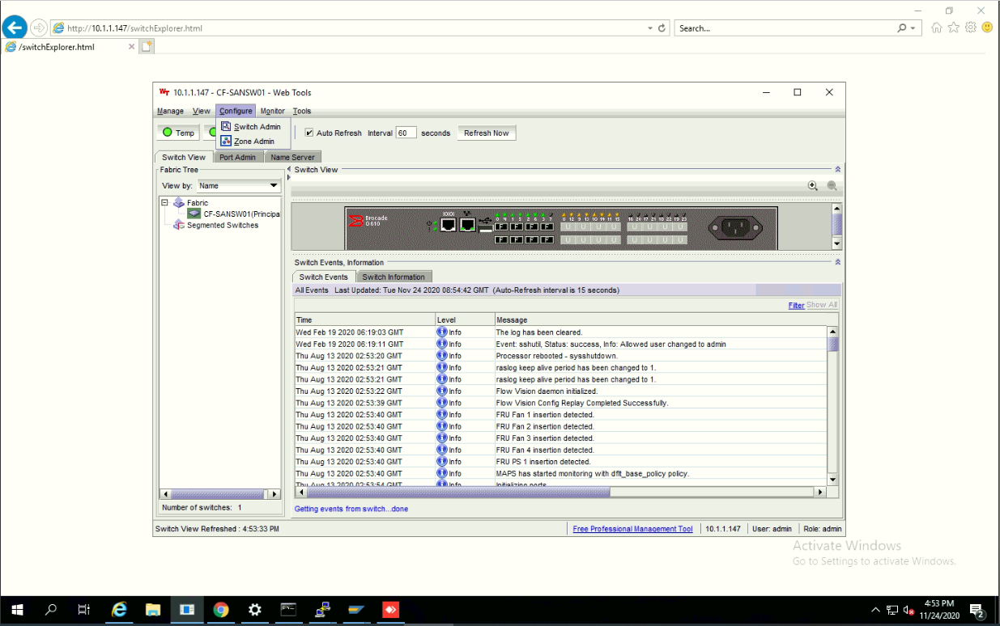 http://10.1.1.147/switchExplorer.html
Search...
/switchExplorer.html
10.1.1.147 - CF-SANSW01 - Web Tools
Manage View Configure Monitor Tools
Switch Admin
Zone Admin
Temp
Auto Refresh Interval 60 seconds Refresh Now
Switch View Port Admin Name Server
Fabric Tree
View by: Name
Fabric
CF-SANSW01(Principa
Segmented Switches
Number of switches: 1
Switch View
Brocade
G610
IOIOI
0 4 1 5 2 6 3 7 8 12 9 13 10 14 11 15 16 20 17 21 18 22 19 23
Switch Events, Information
Switch Events Switch Information
All Events Last Updated: Tue Nov 24 2020 08:54:42 GMT (Auto-Refresh interval is 15 seconds)
Filter Show All
Time Level Message
Wed Feb 19 2020 06:19:03 GMT Info The log has been cleared.
Wed Feb 19 2020 06:19:11 GMT Info Event: sshutil, Status: success, Info: Allowed user changed to admin
Thu Aug 13 2020 02:53:20 GMT Info Processor rebooted - sysshutdown.
Thu Aug 13 2020 02:53:21 GMT Info raslog keep alive period has been changed to 1.
Thu Aug 13 2020 02:53:21 GMT Info raslog keep alive period has been changed to 1.
Thu Aug 13 2020 02:53:22 GMT Info Flow Vision daemon initialized.
Thu Aug 13 2020 02:53:39 GMT Info Flow Vision Config Replay Completed Successfully.
Thu Aug 13 2020 02:53:40 GMT Info FRU Fan 1 insertion detected.
Thu Aug 13 2020 02:53:40 GMT Info FRU Fan 2 insertion detected.
Thu Aug 13 2020 02:53:40 GMT Info FRU Fan 3 insertion detected.
Thu Aug 13 2020 02:53:40 GMT Info FRU Fan 4 insertion detected.
Thu Aug 13 2020 02:53:40 GMT Info FRU PS 1 insertion detected.
Thu Aug 13 2020 02:53:40 GMT Info MAPS has started monitoring with dflt_base_policy policy.
Thu Aug 13 2020 02:53:54 GMT Info Initializing ports
Getting events from switch...done
Switch View Refreshed : 4:53:33 PM
Free Professional Management Tool 10.1.1.147 User: admin Role: admin
Activate Windows
Go to Settings to activate Windows.
4:53 PM
11/24/2020
2